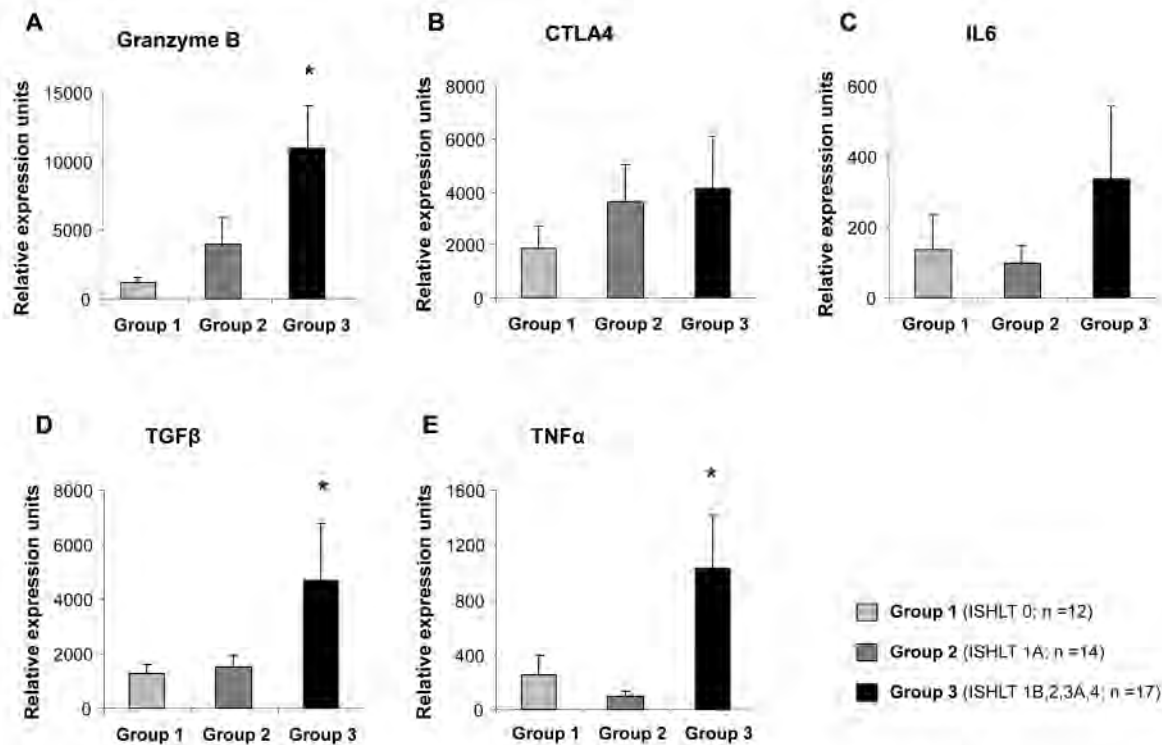 A
Granzyme B
*
Relative expression units
15000
10000
5000
0
Group 1 Group 2 Group 3
B
CTLA4
Relative expression units
8000
6000
4000
2000
0
Group 1 Group 2 Group 3
C
IL6
Relative expresssion units
600
400
200
0
Group 1 Group 2 Group 3
D
TGFβ
*
Relative expression units
8000
6000
4000
2000
0
Group 1 Group 2 Group 3
E
TNFα
*
Relative expression units
1600
1200
800
400
0
Group 1 Group 2 Group 3
Group 1 (ISHLT 0; n =12)
Group 2 (ISHLT 1A; n =14)
Group 3 (ISHLT 1B,2,3A,4; n =17)